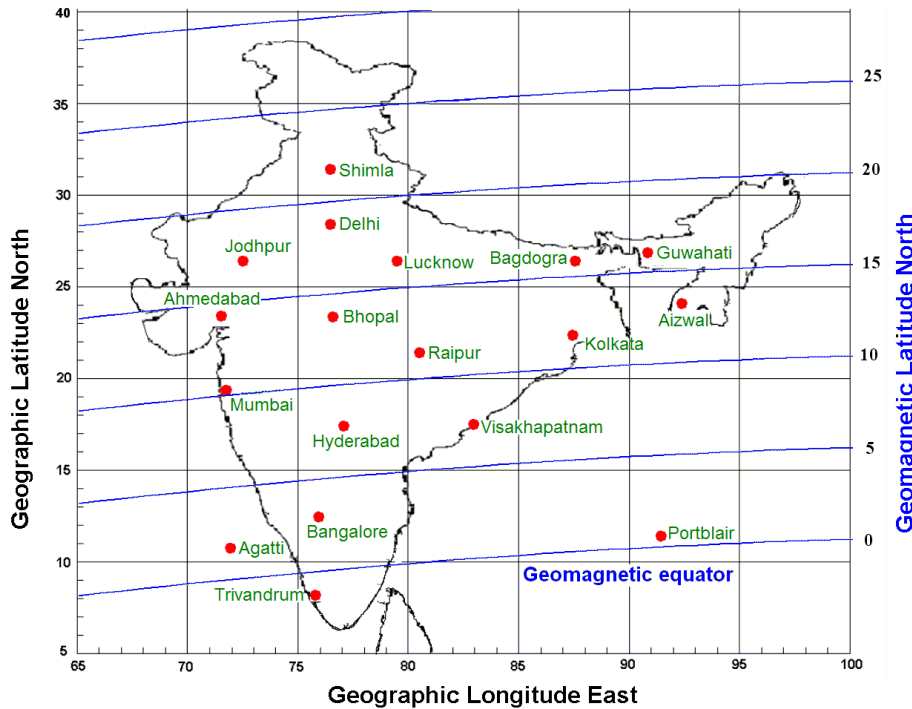 40
35
25
Shimla
20
30
Delhi
Jodhpur
Guwahati
Lucknow
Bagdogra
15
25
Ahmedabad
Aizwal
Bhopal
Kolkata
Raipur
10
20
Mumbai
Visakhapatnam
Hyderabad
5
15
Bangalore
Portblair
Agatti
0
10
Geomagnetic equator
Trivandrum
5
65
70
75
80
85
90
95
100
Geographic Longitude East
Geographic Latitude North
Geomagnetic Latitude North